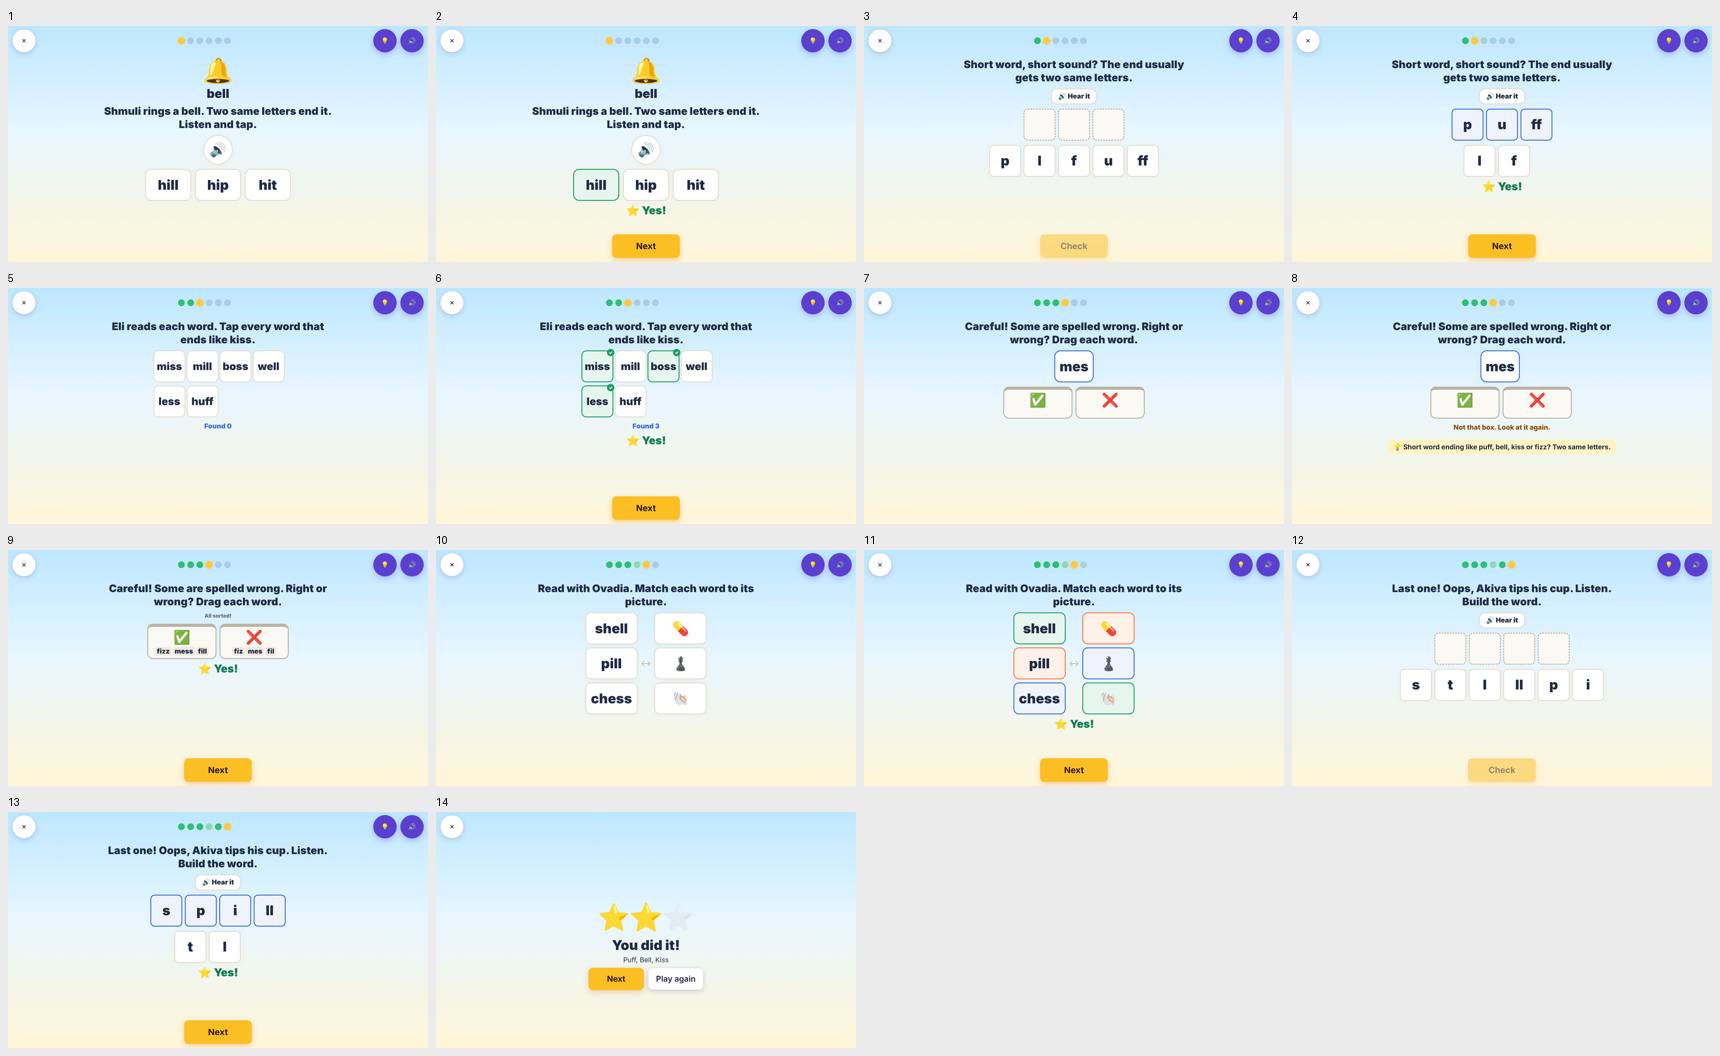 1
2
3
4
bell
Shmuli rings a bell. Two same letters end it.
Listen and tap.
hill hip hit
bell
Shmuli rings a bell. Two same letters end it.
Listen and tap.
hill hip hit
Yes!
Next
Short word, short sound? The end usually
gets two same letters.
Hear it
p l f u ff
Check
Short word, short sound? The end usually
gets two same letters.
Hear it
p u ff
l f
Yes!
Next
5
6
7
8
Eli reads each word. Tap every word that
ends like kiss.
miss mill boss well
less huff
Found 0
Eli reads each word. Tap every word that
ends like kiss.
miss mill boss well
less huff
Found 3
Yes!
Next
Careful! Some are spelled wrong. Right or
wrong? Drag each word.
mes
Careful! Some are spelled wrong. Right or
wrong? Drag each word.
mes
Not that box. Look at it again.
Short word ending like puff, bell, kiss or fizz? Two same letters.
9
10
11
12
Careful! Some are spelled wrong. Right or
wrong? Drag each word.
All sorted!
fizz mess fill fiz mes fil
Yes!
Next
Read with Ovadia. Match each word to its
picture.
shell
pill
chess
Read with Ovadia. Match each word to its
picture.
shell
pill
chess
Yes!
Next
Last one! Oops, Akiva tips his cup. Listen.
Build the word.
Hear it
s t l ll p i
Check
13
14
Last one! Oops, Akiva tips his cup. Listen.
Build the word.
Hear it
s p i ll
t l
Yes!
Next
You did it!
Puff, Bell, Kiss
Next Play again